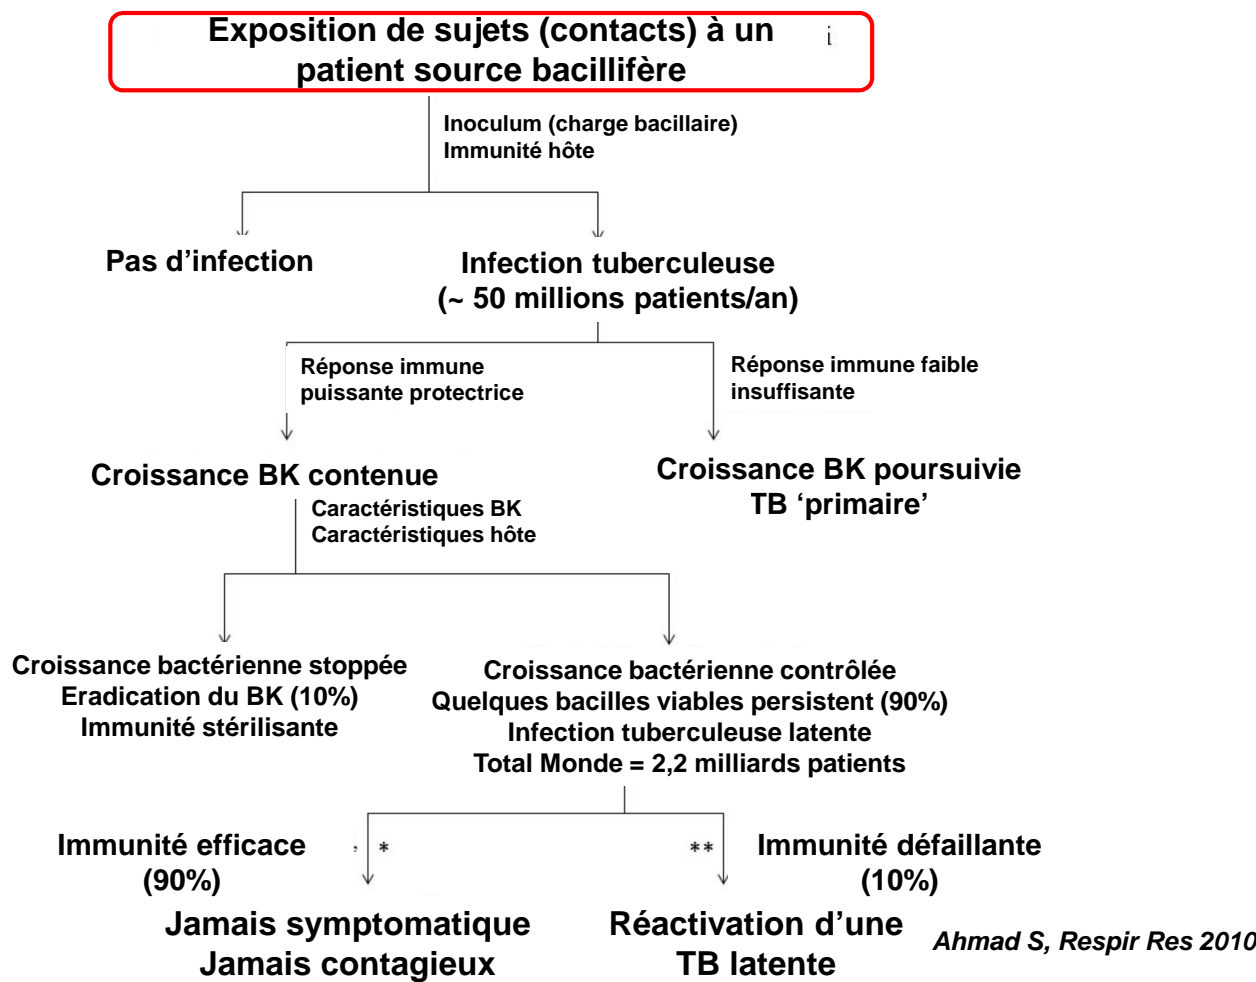 Exposition de sujets (contacts) à un
patient source bacillifère
i
Inoculum (charge bacillaire)
Immunité hôte
Pas d’infection
Infection tuberculeuse
(~ 50 millions patients/an)
Réponse immune
puissante protectrice
Réponse immune faible
insuffisante
Croissance BK contenue
Croissance BK poursuivie
TB ‘primaire’
Caractéristiques BK
Caractéristiques hôte
Croissance bactérienne stoppée
Eradication du BK (10%)
Immunité stérilisante
Croissance bactérienne contrôlée
Quelques bacilles viables persistent (90%)
Infection tuberculeuse latente
Total Monde = 2,2 milliards patients
Immunité efficace
(90%)
*
**
Immunité défaillante
(10%)
Jamais symptomatique
Jamais contagieux
Réactivation d’une
TB latente
Ahmad S, Respir Res 2010